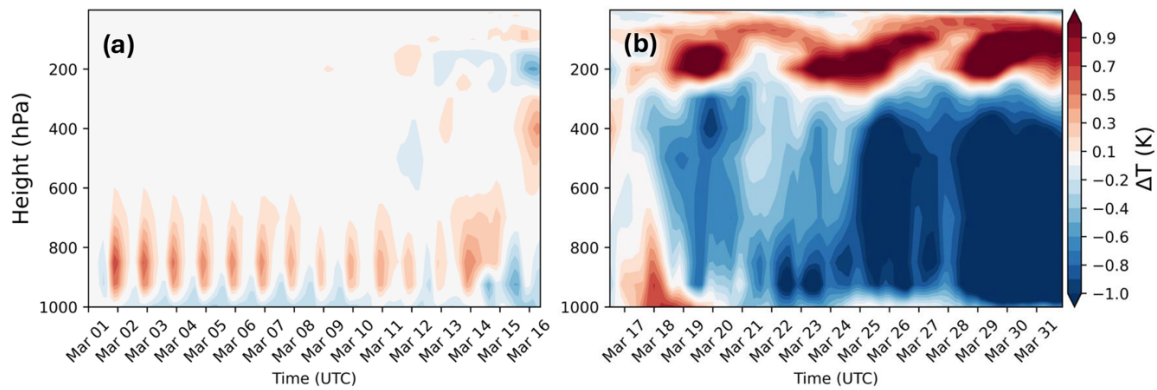 (a)
Height (hPa)
200
400
600
800
1000
Mar 01
Mar 02
Mar 03
Mar 04
Mar 05
Mar 06
Mar 07
Mar 08
Mar 09
Mar 10
Mar 11
Mar 12
Mar 13
Mar 14
Mar 15
Mar 16
Time (UTC)
(b)
200
400
600
800
1000
Mar 17
Mar 18
Mar 19
Mar 20
Mar 21
Mar 22
Mar 23
Mar 24
Mar 25
Mar 26
Mar 27
Mar 28
Mar 29
Mar 30
Mar 31
Time (UTC)
0.9
0.7
0.5
0.3
0.1
−0.2
−0.4
−0.6
−0.8
−1.0
ΔT (K)